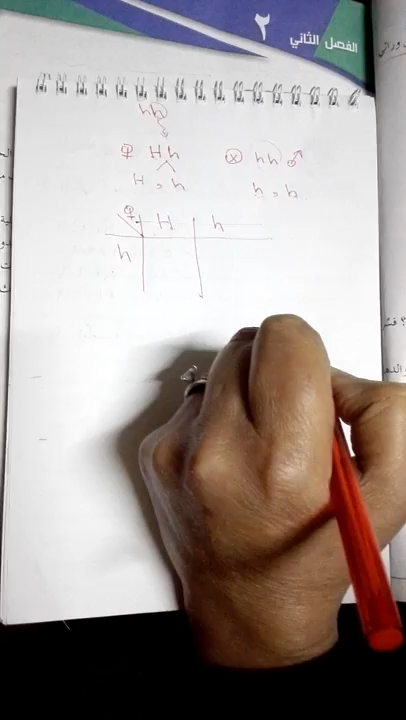 الفصل الثاني ٢
hh
♀ Hh ⊗ hh ♂
H , h h , h
♀ H h
h